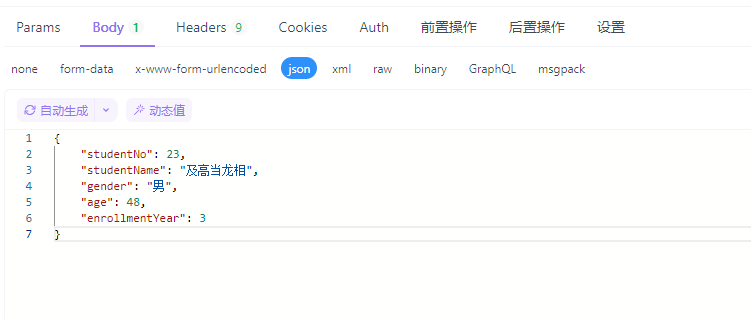 Params Body 1 Headers 9 Cookies Auth 前置操作 后置操作 设置
none form-data x-www-form-urlencoded json xml raw binary GraphQL msgpack
自动生成 动态值
1 {
2 "studentNo": 23,
3 "studentName": "及高当龙相",
4 "gender": "男",
5 "age": 48,
6 "enrollmentYear": 3
7 }